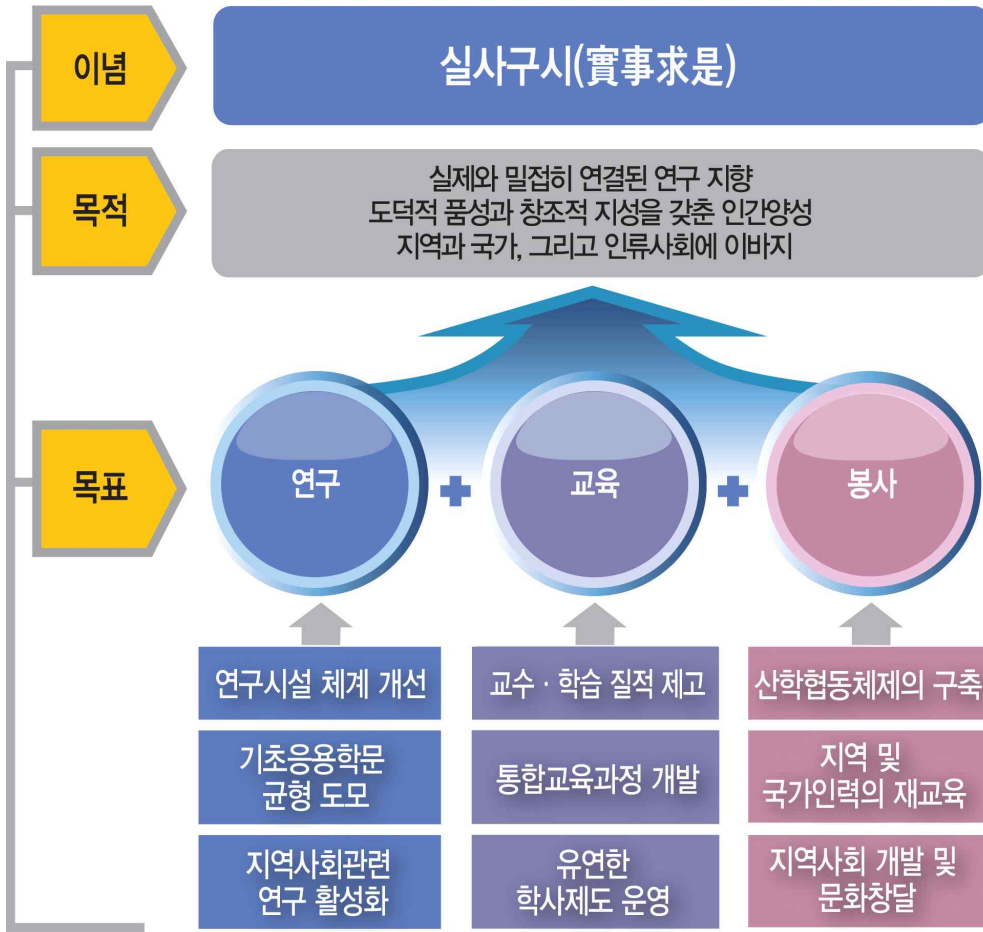 이념
실사구시(實事求是)
목적
실제와 밀접히 연결된 연구 지향
도덕적 품성과 창조적 지성을 갖춘 인간양성
지역과 국가, 그리고 인류사회에 이바지
목표
연구
교육
봉사
연구시설 체계 개선
교수 · 학습 질적 제고
산학협동체제의 구축
기초응용학문
균형 도모
통합교육과정 개발
지역 및
국가인력의 재교육
지역사회관련
연구 활성화
유연한
학사제도 운영
지역사회 개발 및
문화창달